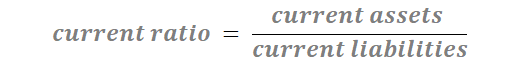 current ratio = current assets
current liabilities